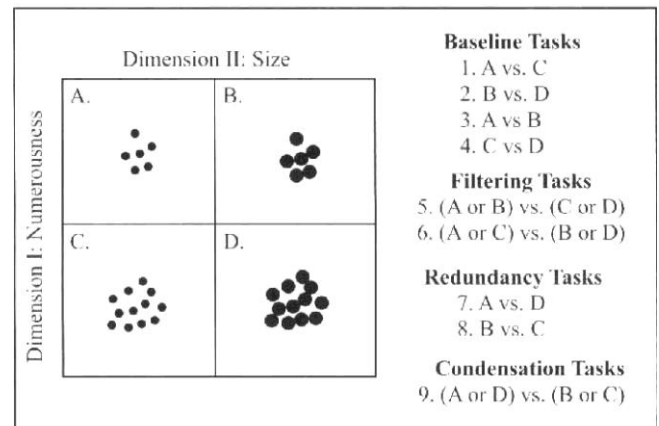 Dimension II: Size
Dimension I: Numerousness
A.
B.
C.
D.
Baseline Tasks
1. A vs. C
2. B vs. D
3. A vs B
4. C vs D
Filtering Tasks
5. (A or B) vs. (C or D)
6. (A or C) vs. (B or D)
Redundancy Tasks
7. A vs. D
8. B vs. C
Condensation Tasks
9. (A or D) vs. (B or C)